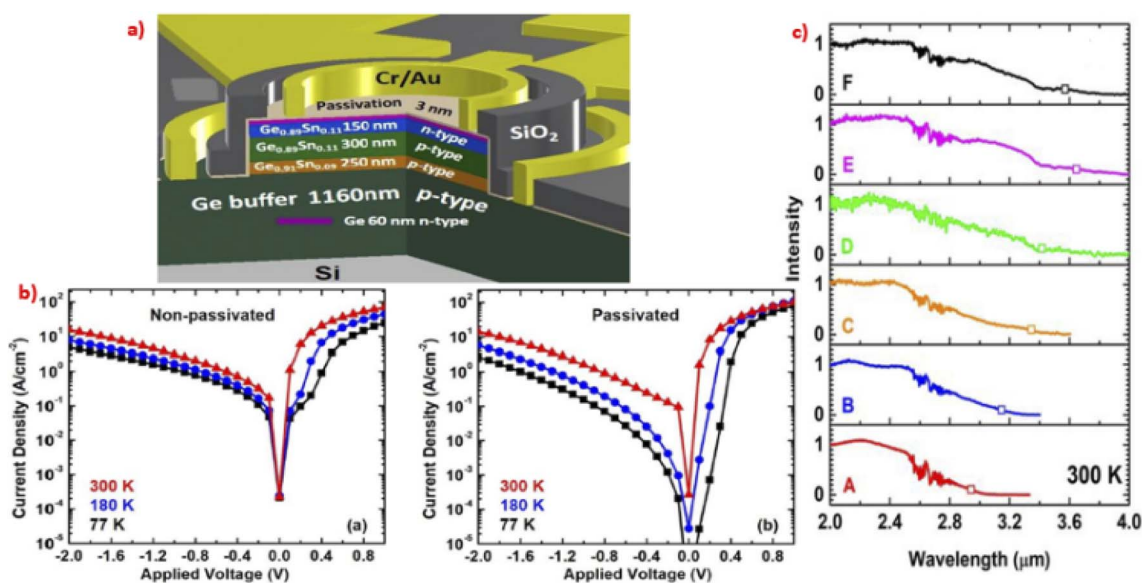 a)
Cr/Au
Passivation 3 nm
Ge0.89Sn0.11 150 nm n-type
Ge0.89Sn0.11 300 nm p-type
Ge0.91Sn0.09 250 nm p-type
SiO2
Ge buffer 1160nm p-type
Ge 60 nm n-type
Si
b)
Current Density (A/cm-2)
10^2
10^1
10^0
10^-1
10^-2
10^-3
10^-4
10^-5
Non-passivated
300 K
180 K
77 K
(a)
-2.0 -1.6 -1.2 -0.8 -0.4 0.0 0.4 0.8
Applied Voltage (V)
Current Density (A/cm-2)
10^2
10^1
10^0
10^-1
10^-2
10^-3
10^-4
10^-5
Passivated
300 K
180 K
77 K
(b)
-2.0 -1.6 -1.2 -0.8 -0.4 0.0 0.4 0.8
Applied Voltage (V)
c)
Intensity
1
0
F
1
0
E
1
0
D
1
0
C
1
0
B
1
0
A
300 K
2.0 2.4 2.8 3.2 3.6 4.0
Wavelength (μm)